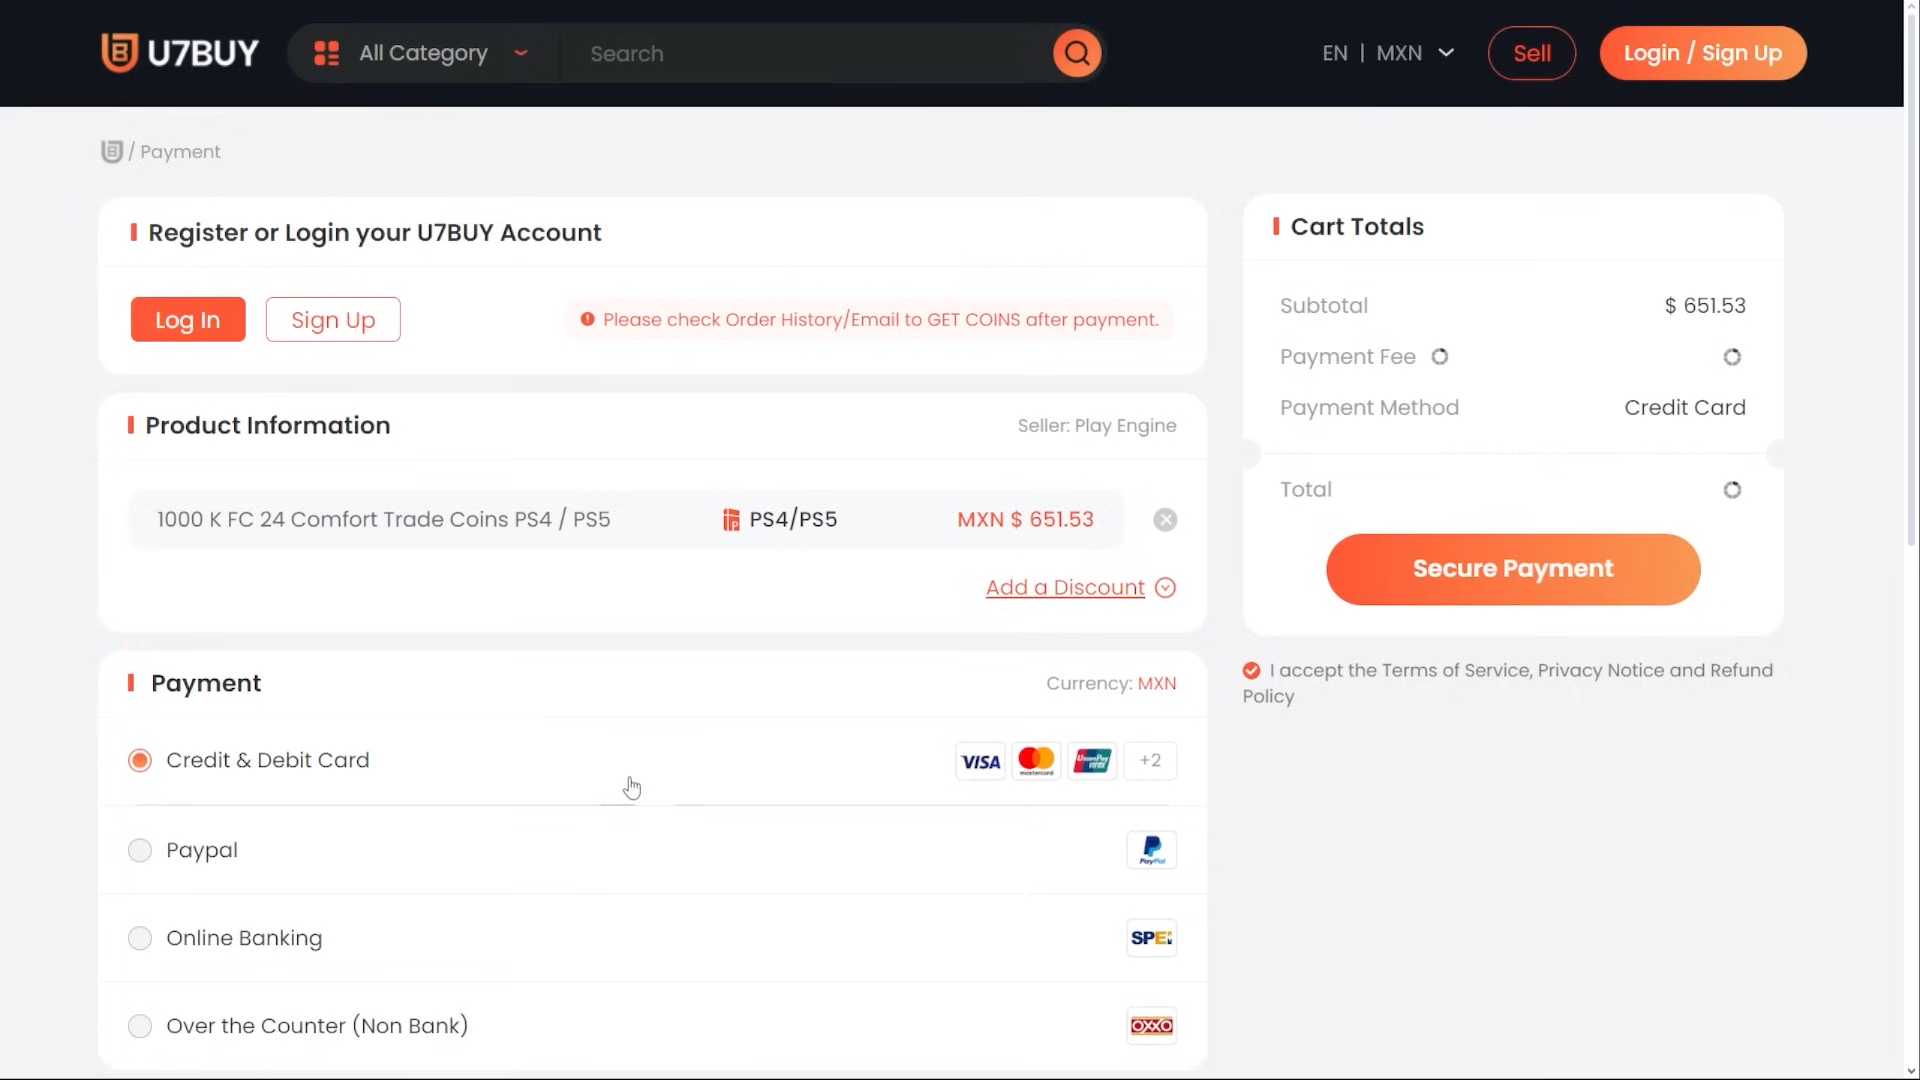 U7BUY
All Category
Search
EN | MXN
Sell
Login / Sign Up
/ Payment
Register or Login your U7BUY Account
Log In
Sign Up
Please check Order History/Email to GET COINS after payment.
Product Information
Seller: Play Engine
1000 K FC 24 Comfort Trade Coins PS4 / PS5
PS4/PS5
MXN $ 651.53
Add a Discount
Payment
Currency: MXN
Credit & Debit Card
VISA
mastercard
UnionPay
+2
Paypal
PayPal
Online Banking
SPEI
Over the Counter (Non Bank)
OXXO
Cart Totals
Subtotal
$ 651.53
Payment Fee
Payment Method
Credit Card
Total
Secure Payment
I accept the Terms of Service, Privacy Notice and Refund
Policy